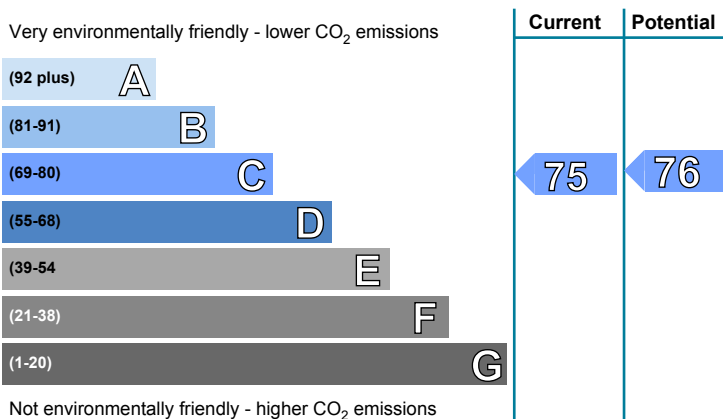 Current Potential
Very environmentally friendly - lower CO2 emissions
(92 plus) A
(81-91) B
(69-80) C 75 76
(55-68) D
(39-54 E
(21-38) F
(1-20) G
Not environmentally friendly - higher CO2 emissions